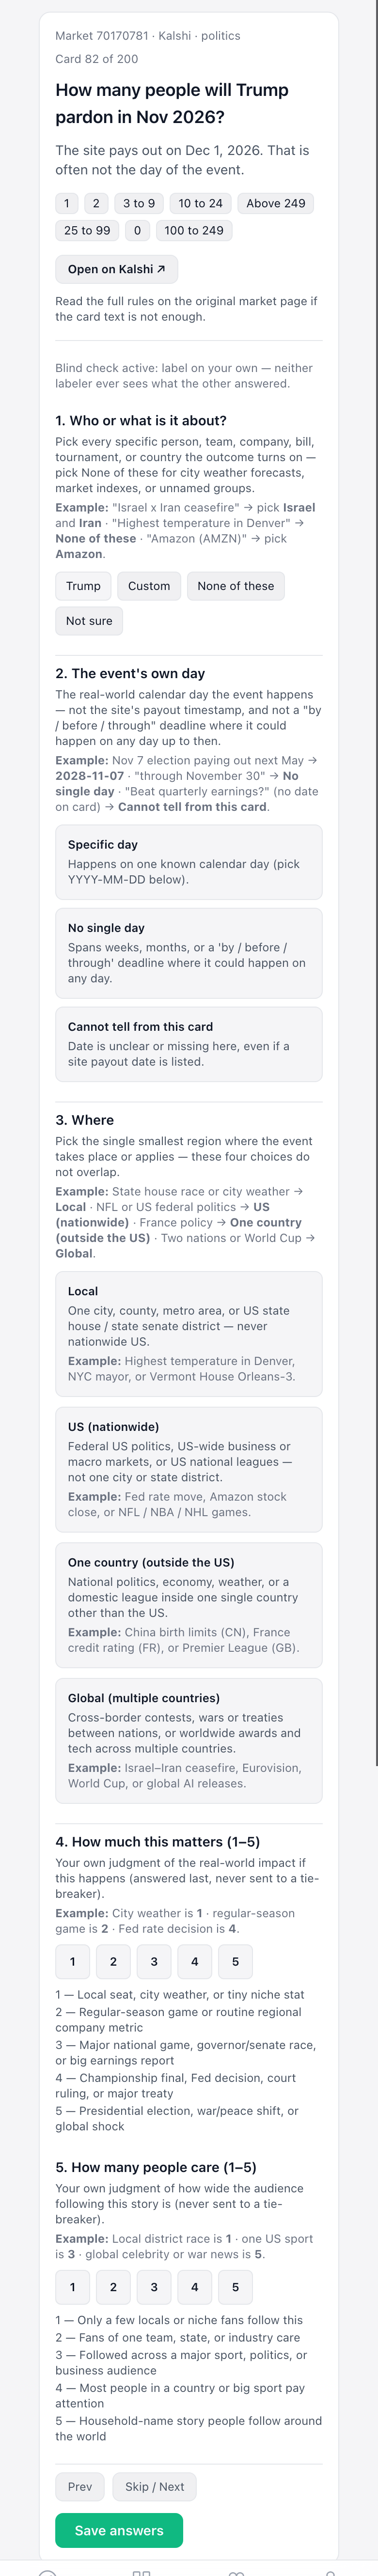 Market 70170781 · Kalshi · politics
Card 82 of 200
How many people will Trump
pardon in Nov 2026?
The site pays out on Dec 1, 2026. That is
often not the day of the event.
1 2 3 to 9 10 to 24 Above 249
25 to 99 0 100 to 249
Open on Kalshi ↗
Read the full rules on the original market page if
the card text is not enough.
Blind check active: label on your own — neither
labeler ever sees what the other answered.
1. Who or what is it about?
Pick every specific person, team, company, bill,
tournament, or country the outcome turns on —
pick None of these for city weather forecasts,
market indexes, or unnamed groups.
Example: "Israel x Iran ceasefire" → pick Israel
and Iran · "Highest temperature in Denver" →
None of these · "Amazon (AMZN)" → pick
Amazon.
Trump Custom None of these
Not sure
2. The event's own day
The real-world calendar day the event happens
— not the site's payout timestamp, and not a "by
/ before / through" deadline where it could
happen on any day up to then.
Example: Nov 7 election paying out next May →
2028-11-07 · "through November 30" → No
single day · "Beat quarterly earnings?" (no date
on card) → Cannot tell from this card.
Specific day
Happens on one known calendar day (pick
YYYY-MM-DD below).
No single day
Spans weeks, months, or a 'by / before /
through' deadline where it could happen on
any day.
Cannot tell from this card
Date is unclear or missing here, even if a
site payout date is listed.
3. Where
Pick the single smallest region where the event
takes place or applies — these four choices do
not overlap.
Example: State house race or city weather →
Local · NFL or US federal politics → US
(nationwide) · France policy → One country
(outside the US) · Two nations or World Cup →
Global.
Local
One city, county, metro area, or US state
house / state senate district — never
nationwide US.
Example: Highest temperature in Denver,
NYC mayor, or Vermont House Orleans-3.
US (nationwide)
Federal US politics, US-wide business or
macro markets, or US national leagues —
not one city or state district.
Example: Fed rate move, Amazon stock
close, or NFL / NBA / NHL games.
One country (outside the US)
National politics, economy, weather, or a
domestic league inside one single country
other than the US.
Example: China birth limits (CN), France
credit rating (FR), or Premier League (GB).
Global (multiple countries)
Cross-border contests, wars or treaties
between nations, or worldwide awards and
tech across multiple countries.
Example: Israel–Iran ceasefire, Eurovision,
World Cup, or global AI releases.
4. How much this matters (1–5)
Your own judgment of the real-world impact if
this happens (answered last, never sent to a tie-
breaker).
Example: City weather is 1 · regular-season
game is 2 · Fed rate decision is 4.
1 2 3 4 5
1 — Local seat, city weather, or tiny niche stat
2 — Regular-season game or routine regional
company metric
3 — Major national game, governor/senate race,
or big earnings report
4 — Championship final, Fed decision, court
ruling, or major treaty
5 — Presidential election, war/peace shift, or
global shock
5. How many people care (1–5)
Your own judgment of how wide the audience
following this story is (never sent to a tie-
breaker).
Example: Local district race is 1 · one US sport
is 3 · global celebrity or war news is 5.
1 2 3 4 5
1 — Only a few locals or niche fans follow this
2 — Fans of one team, state, or industry care
3 — Followed across a major sport, politics, or
business audience
4 — Most people in a country or big sport pay
attention
5 — Household-name story people follow around
the world
Prev Skip / Next
Save answers